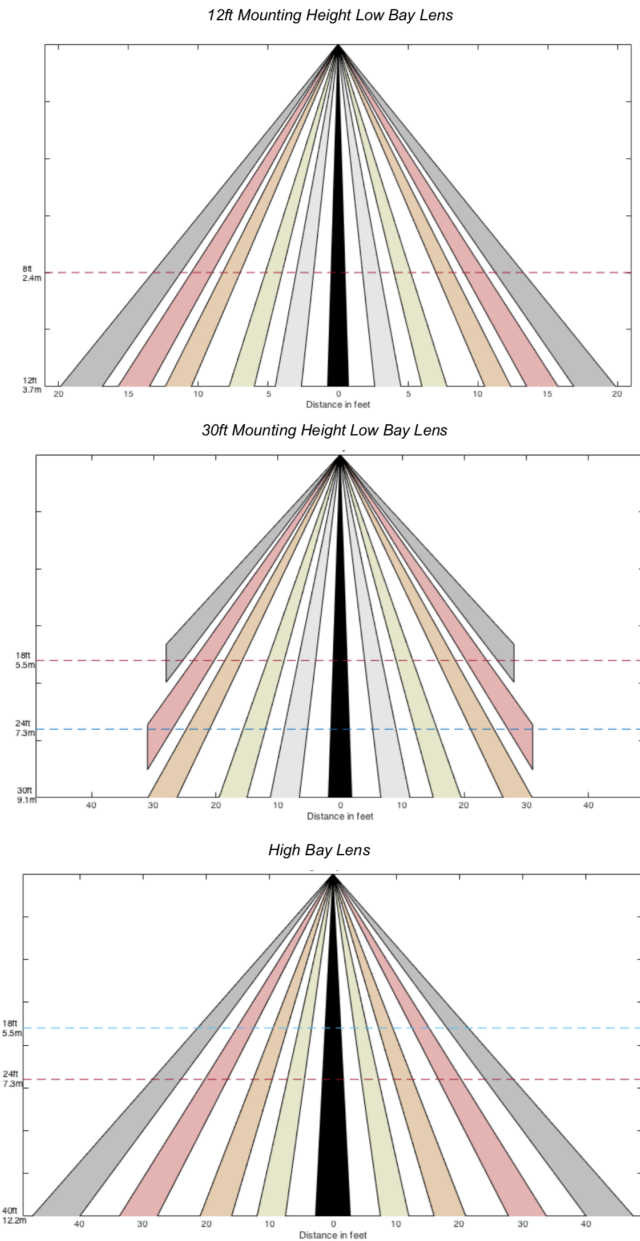 12ft Mounting Height Low Bay Lens
8ft
2.4m
12ft
3.7m
20 15 10 5 0 5 10 15 20
Distance in feet
30ft Mounting Height Low Bay Lens
18ft
5.5m
24ft
7.3m
30ft
9.1m
40 30 20 10 0 10 20 30 40
Distance in feet
High Bay Lens
18ft
5.5m
24ft
7.3m
40ft
12.2m
40 30 20 10 0 10 20 30 40
Distance in feet